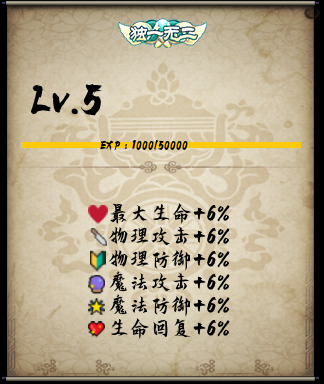 独一无二
Lv.5
EXP : 1000/50000
最大生命+6%
物理攻击+6%
物理防御+6%
魔法攻击+6%
魔法防御+6%
生命回复+6%